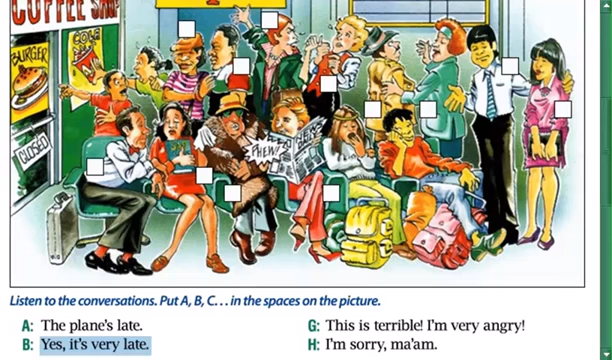 COFFEE SHOP
COLA
BURGER
CLOSED
PHEW!
Listen to the conversations. Put A, B, C... in the spaces on the picture.
A: The plane's late.
B: Yes, it's very late.
G: This is terrible! I'm very angry!
H: I'm sorry, ma'am.